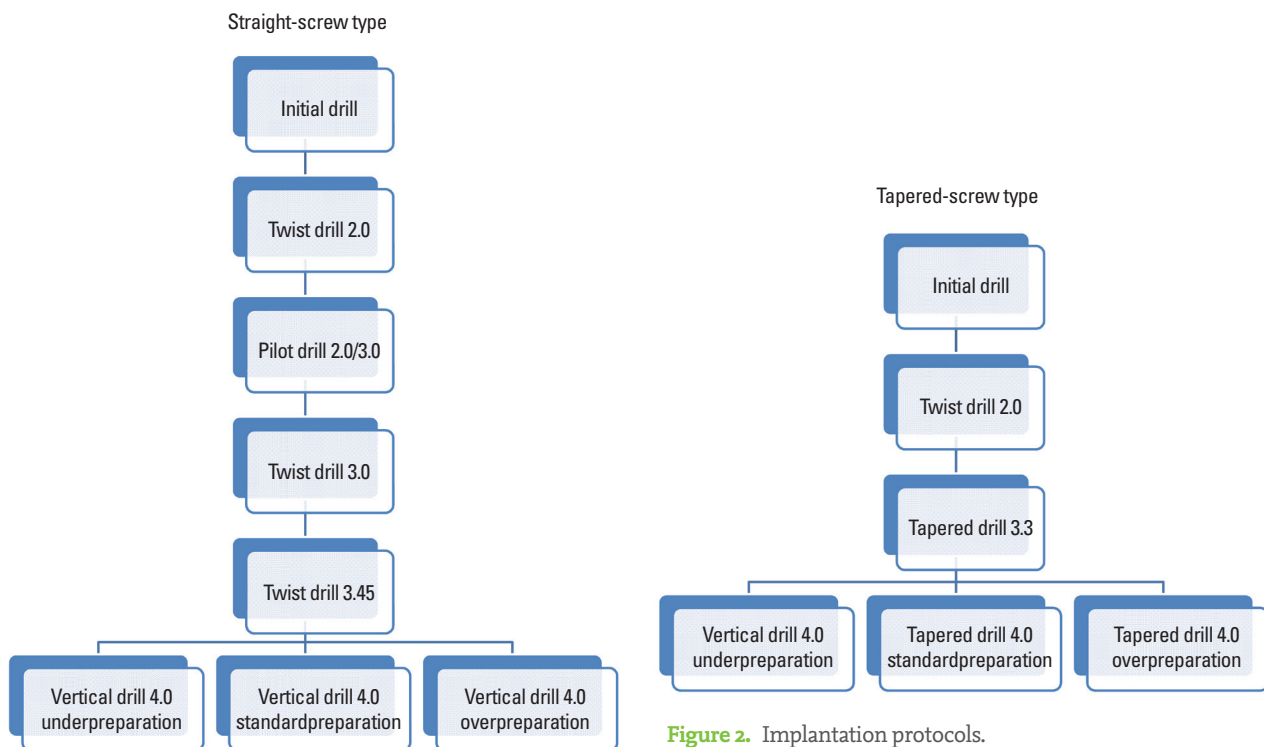 Straight-screw type
Initial drill
Twist drill 2.0
Pilot drill 2.0/3.0
Twist drill 3.0
Twist drill 3.45
Vertical drill 4.0
underpreparation
Vertical drill 4.0
standardpreparation
Vertical drill 4.0
overpreparation
Tapered-screw type
Initial drill
Twist drill 2.0
Tapered drill 3.3
Vertical drill 4.0
underpreparation
Tapered drill 4.0
standardpreparation
Tapered drill 4.0
overpreparation
Figure 2. Implantation protocols.